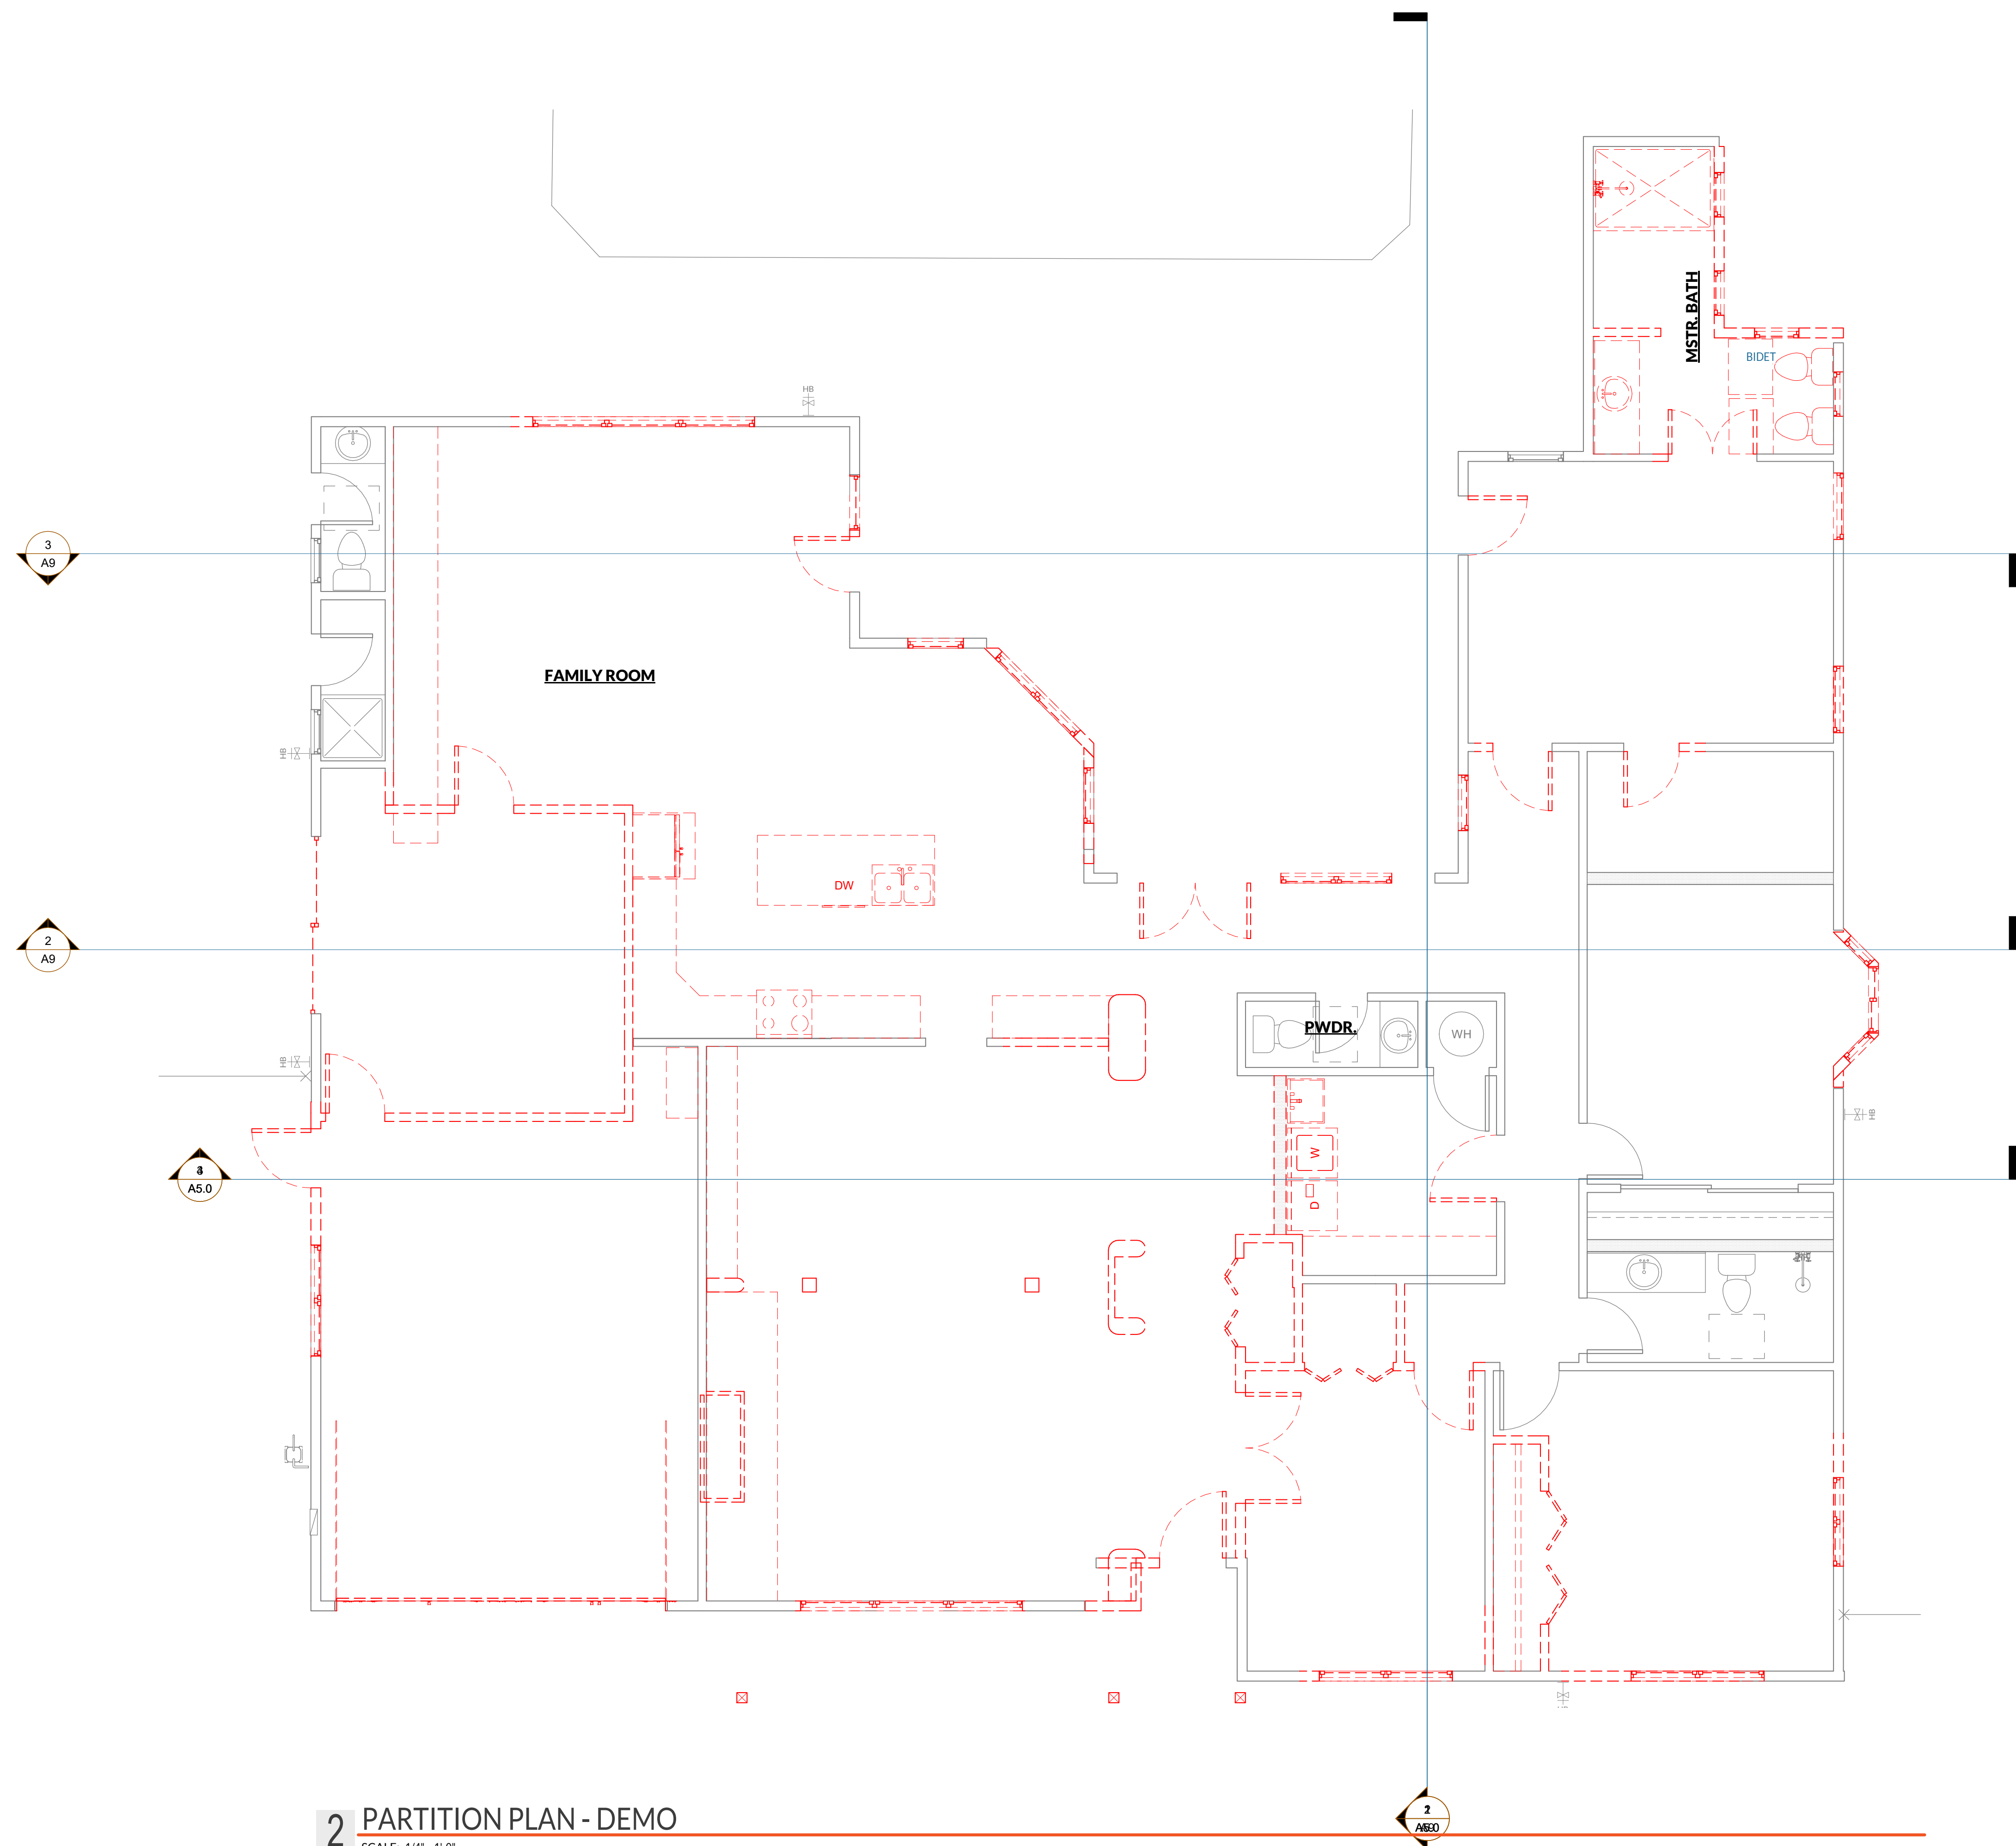 MSTR. BATH
BIDET
HB
3
A9
FAMILY ROOM
HB
DW
2
A9
PWDR.
WH
HB
HB
W
A5.0
D
2
PARTITION PLAN - DEMO